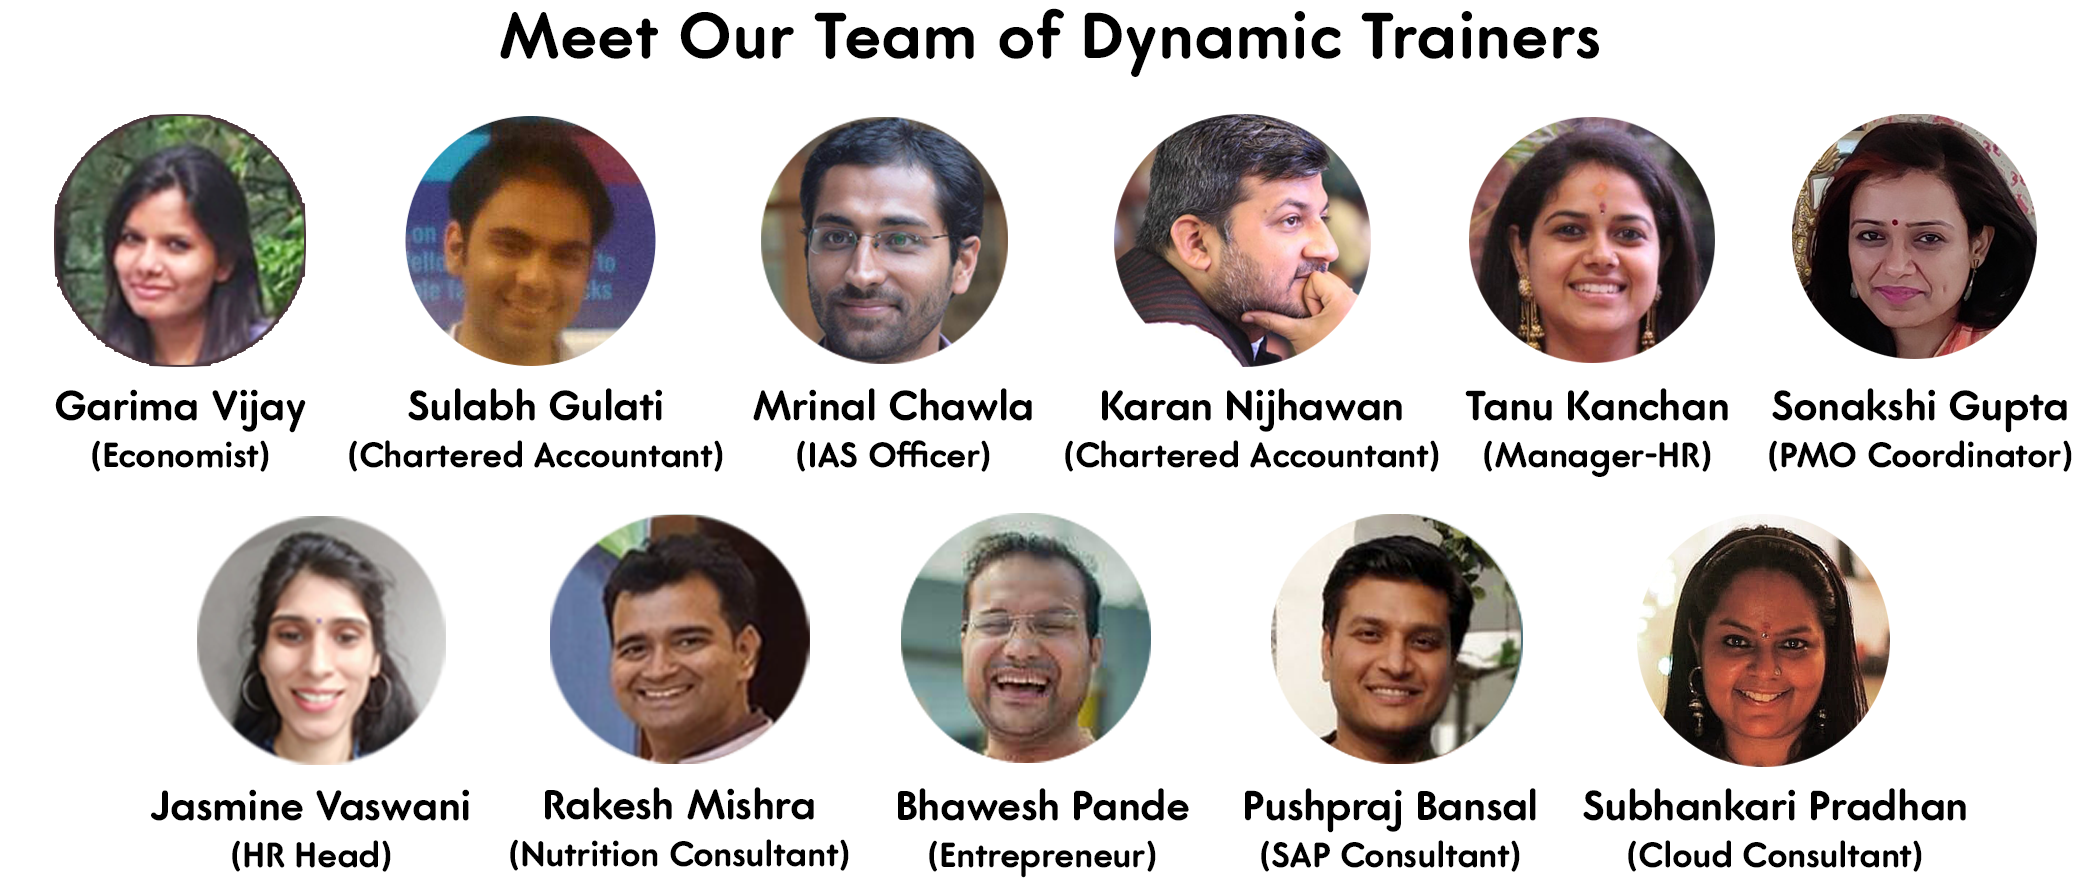 Meet Our Team of Dynamic Trainers
on
to
Garima Vijay
(Economist)
Sulabh Gulati
(Chartered Accountant)
Mrinal Chawla
(IAS Officer)
Karan Nijhawan
(Chartered Accountant)
Tanu Kanchan
(Manager-HR)
Sonakshi Gupta
(PMO Coordinator)
Jasmine Vaswani
(HR Head)
Rakesh Mishra
(Nutrition Consultant)
Bhawesh Pande
(Entrepreneur)
Pushpraj Bansal
(SAP Consultant)
Subhankari Pradhan
(Cloud Consultant)